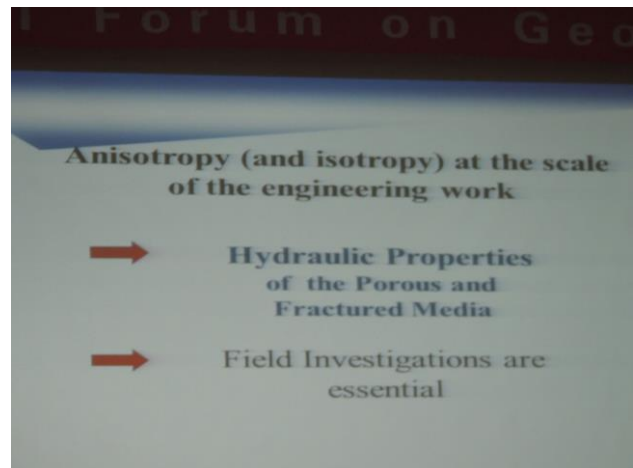 Forum on Geo
Anisotropy (and isotropy) at the scale
of the engineering work
Hydraulic Properties
of the Porous and
Fractured Media
Field Investigations are
essential